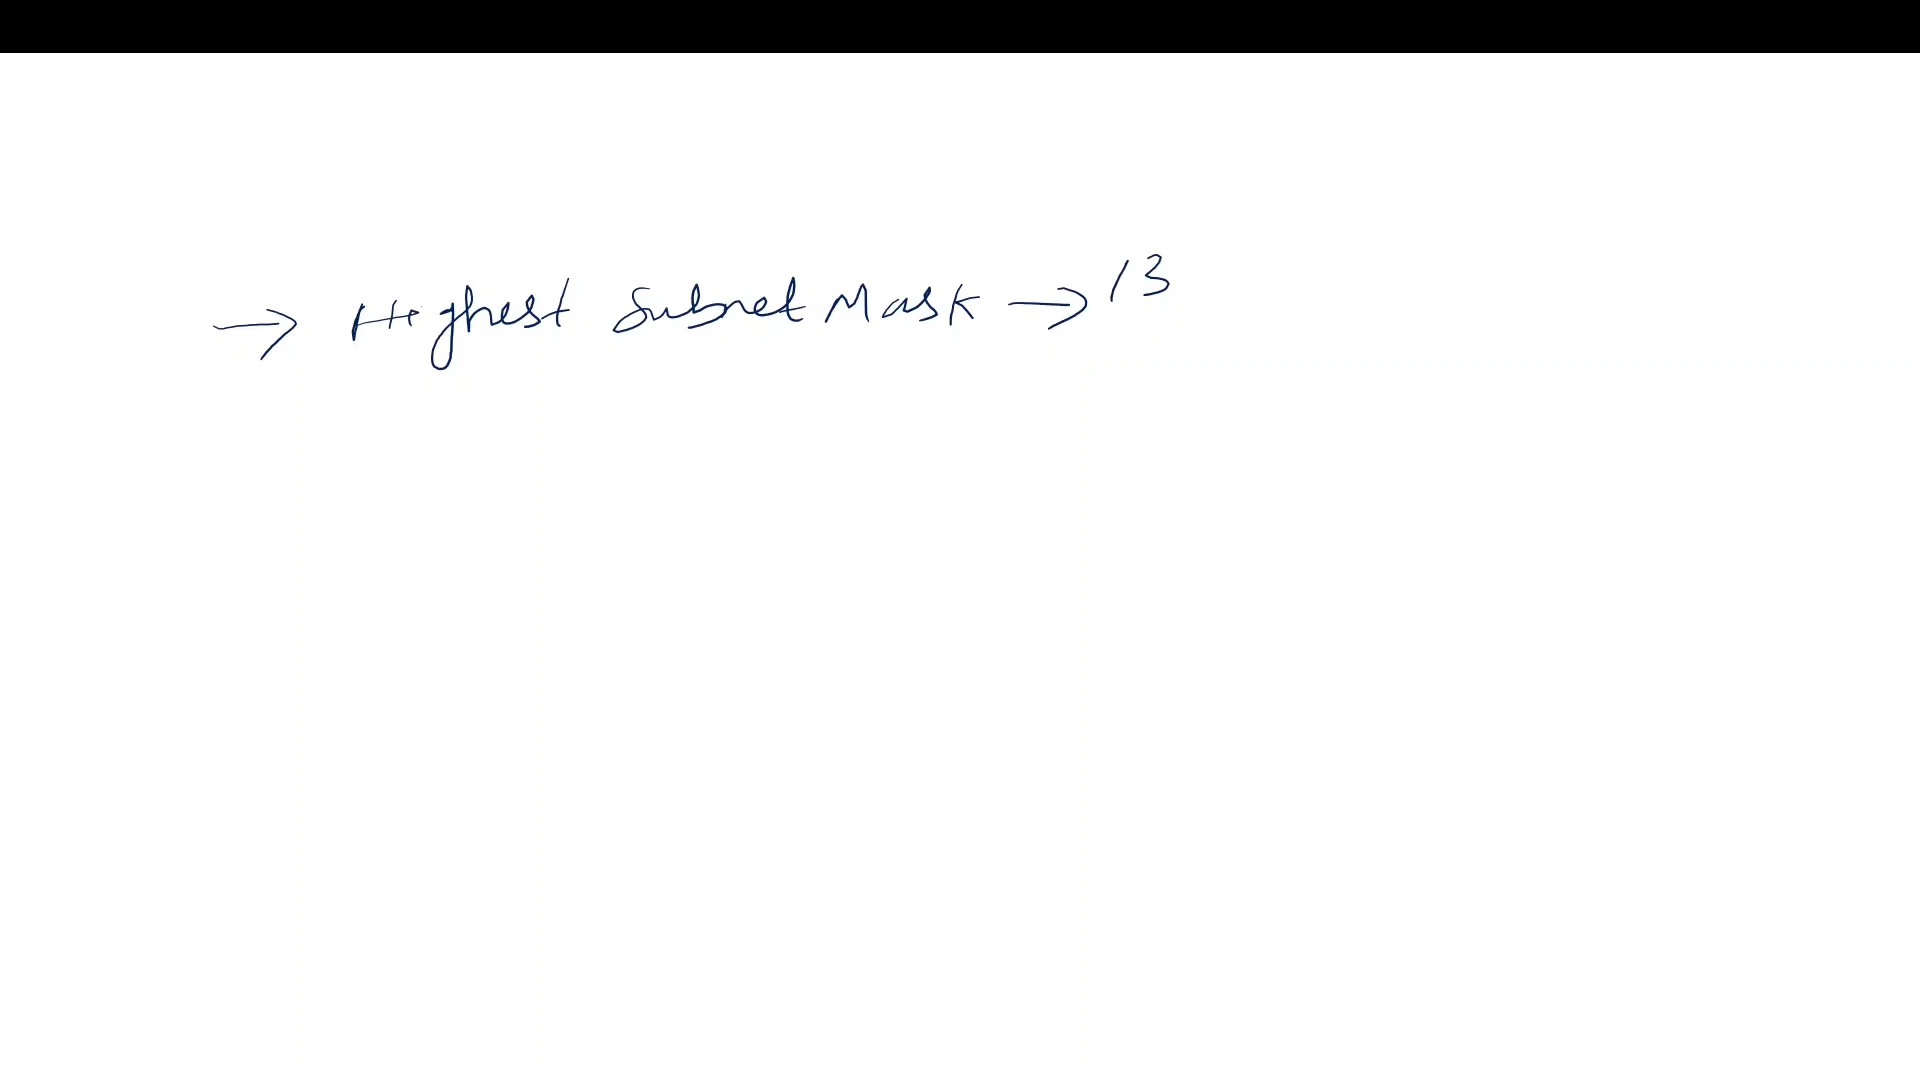 → Highest Subnet Mask → /3